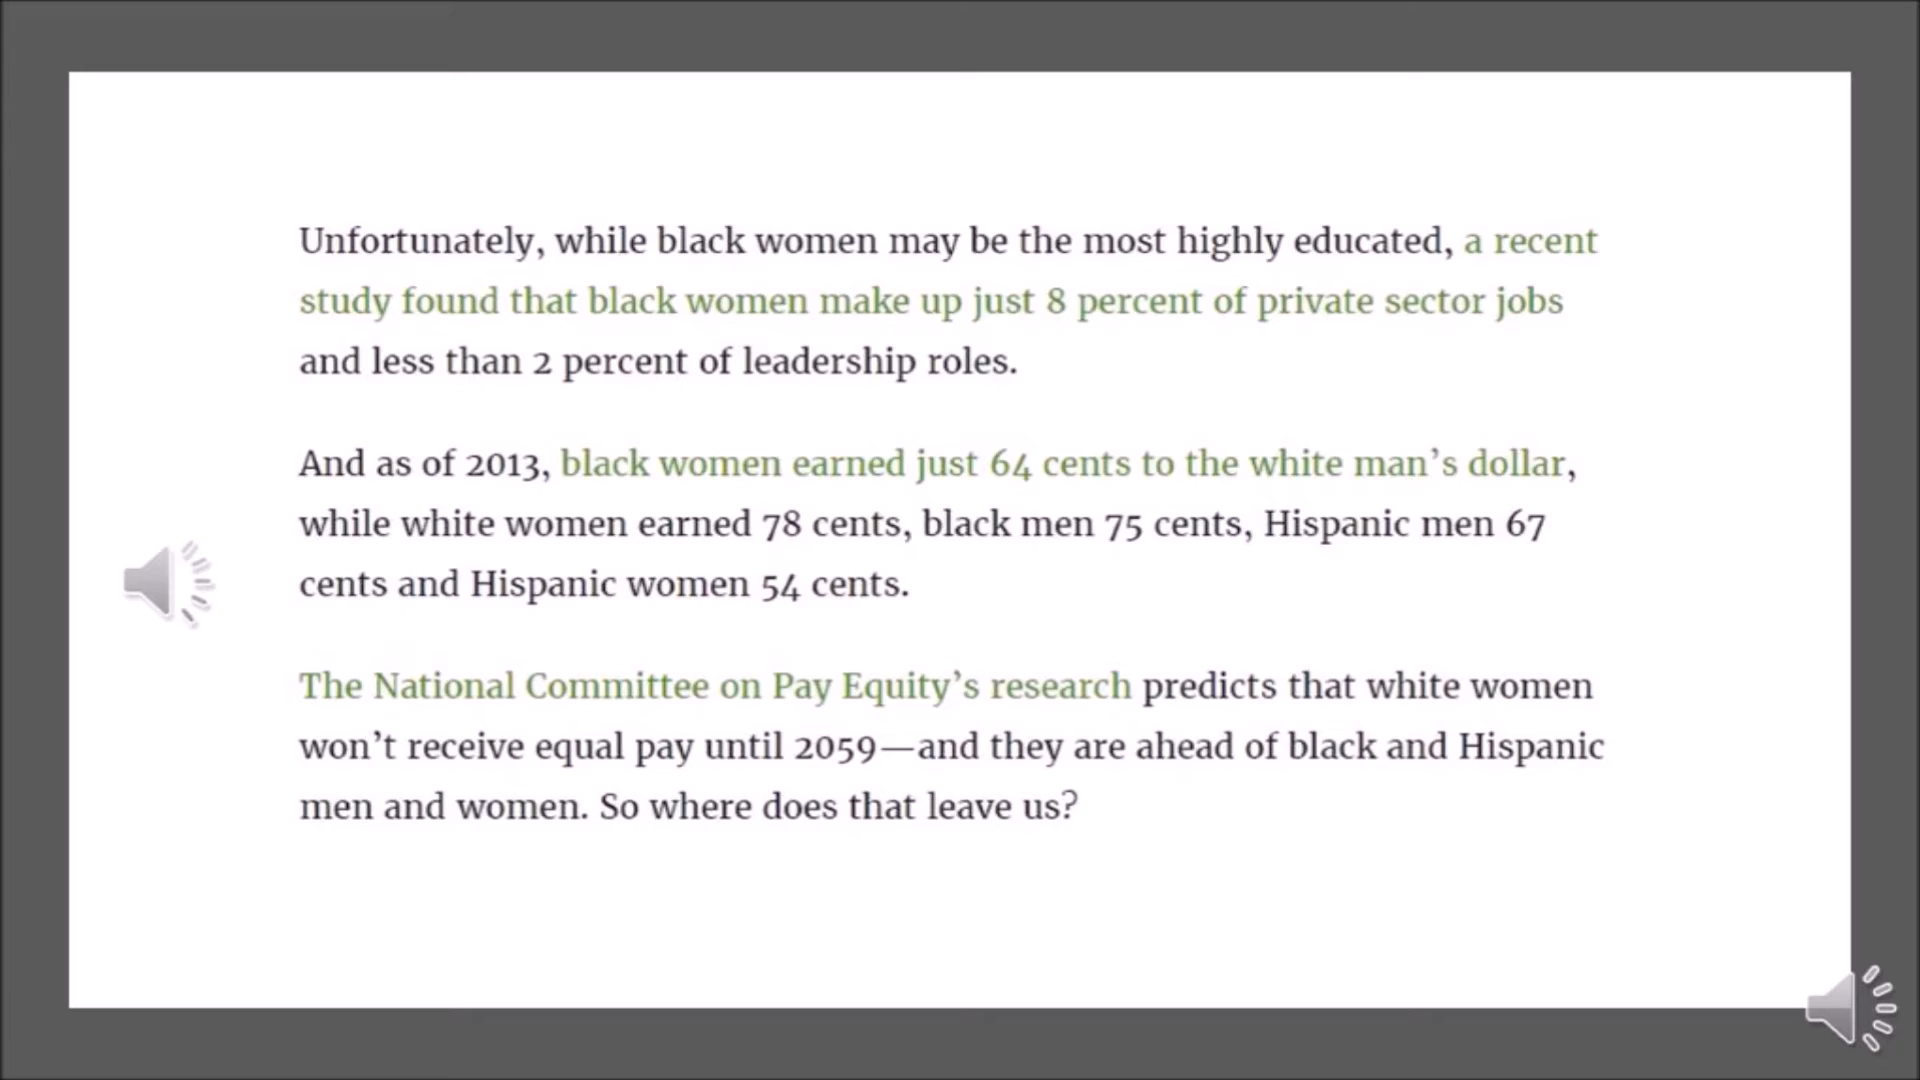 Unfortunately, while black women may be the most highly educated, a recent
study found that black women make up just 8 percent of private sector jobs
and less than 2 percent of leadership roles.
And as of 2013, black women earned just 64 cents to the white man’s dollar,
while white women earned 78 cents, black men 75 cents, Hispanic men 67
cents and Hispanic women 54 cents.
The National Committee on Pay Equity’s research predicts that white women
won’t receive equal pay until 2059—and they are ahead of black and Hispanic
men and women. So where does that leave us?